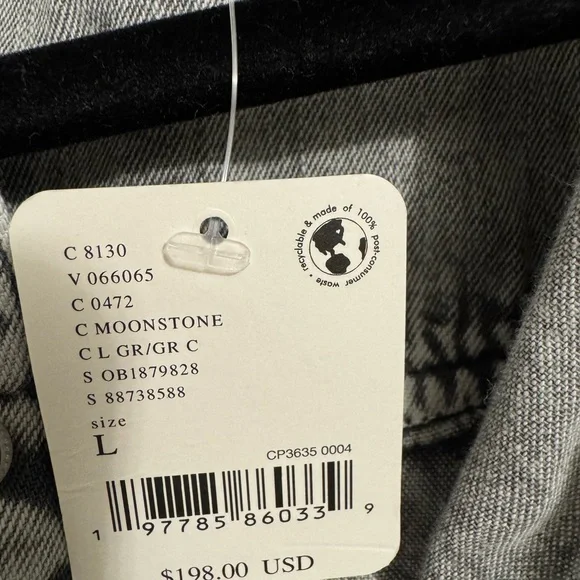 recyclable & made of 100% post-consumer waste •
C 8130
V 066065
C 0472
C MOONSTONE
C L GR/GR C
S OB1879828
S 88738588
size
L
CP3635 0004
1 97785 86033 9
$198.00 USD